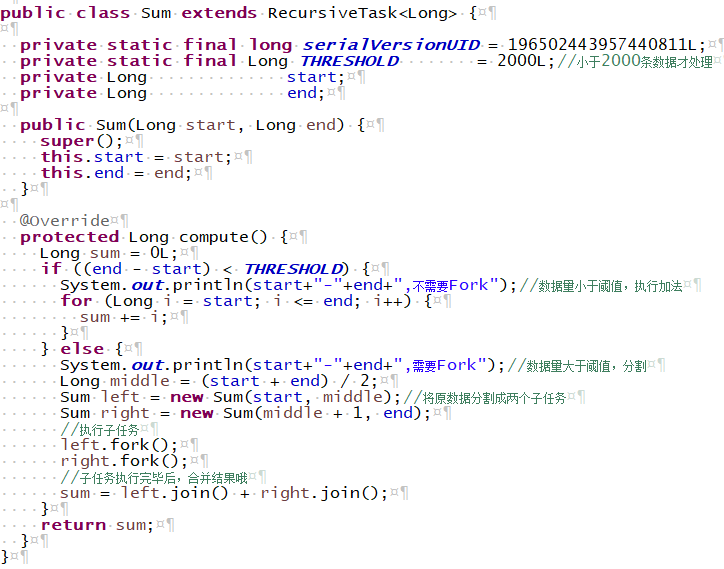 public class Sum extends RecursiveTask<Long> {
  private static final long serialVersionUID = 196502443957440811L;
  private static final Long THRESHOLD        = 2000L;//小于2000条数据才处理
  private Long              start;
  private Long              end;
  public Sum(Long start, Long end) {
    super();
    this.start = start;
    this.end = end;
  }
  @Override
  protected Long compute() {
    Long sum = 0L;
    if ((end - start) < THRESHOLD) {
      System.out.println(start+"-"+end+",不需要Fork");//数据量小于阈值，执行加法
      for (Long i = start; i <= end; i++) {
        sum += i;
      }
    } else {
      System.out.println(start+"-"+end+",需要Fork");//数据量大于阈值，分割
      Long middle = (start + end) / 2;
      Sum left = new Sum(start, middle);//将原数据分割成两个子任务
      Sum right = new Sum(middle + 1, end);
      //执行子任务
      left.fork();
      right.fork();
      //子任务执行完毕后，合并结果哦
      sum = left.join() + right.join();
    }
    return sum;
  }
}